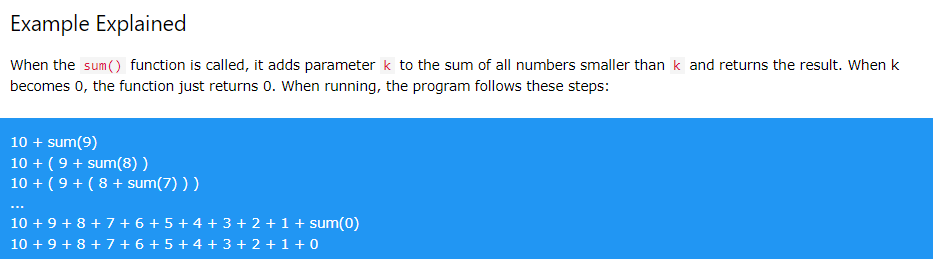 Example Explained
When the sum() function is called, it adds parameter k to the sum of all numbers smaller than k and returns the result. When k
becomes 0, the function just returns 0. When running, the program follows these steps:
10 + sum(9)
10 + ( 9 + sum(8) )
10 + ( 9 + ( 8 + sum(7) ) )
...
10 + 9 + 8 + 7 + 6 + 5 + 4 + 3 + 2 + 1 + sum(0)
10 + 9 + 8 + 7 + 6 + 5 + 4 + 3 + 2 + 1 + 0